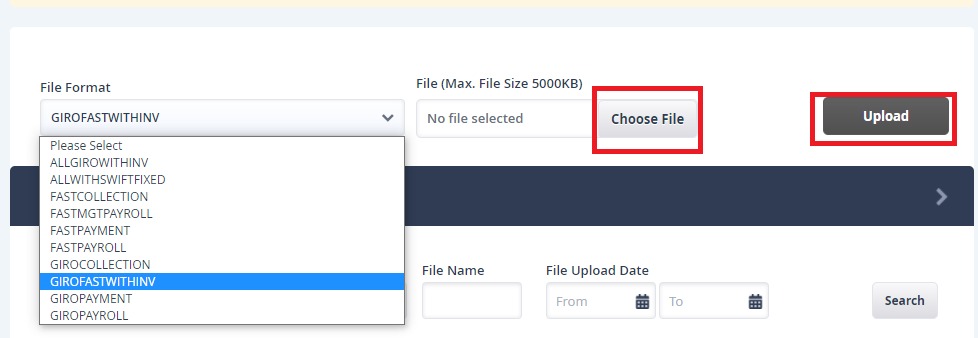 File Format
File (Max. File Size 5000KB)
GIROFASTWITHINV
No file selected
Choose File
Upload
Please Select
ALLGIROWITHINV
ALLWITHSWIFTFIXED
FASTCOLLECTION
FASTMGTPAYROLL
FASTPAYMENT
FASTPAYROLL
GIROCOLLECTION
GIROFASTWITHINV
GIROPAYMENT
GIROPAYROLL
File Name
File Upload Date
From
To
Search